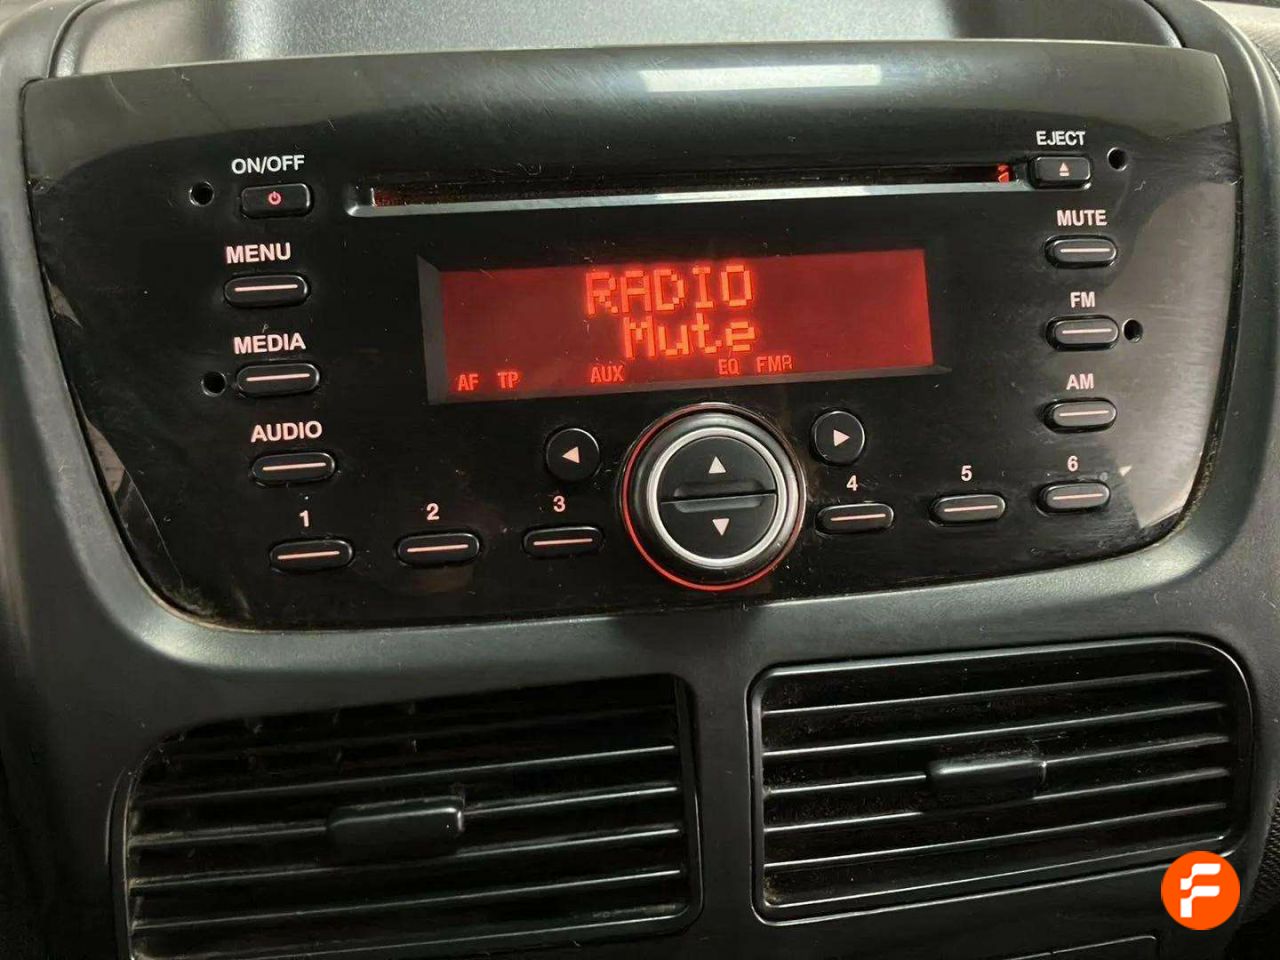 ON/OFF
EJECT
MENU
MUTE
RADIO
Mute
FM
MEDIA
AF TP AUX EQ FMA
AM
AUDIO
1
2
3
4
5
6